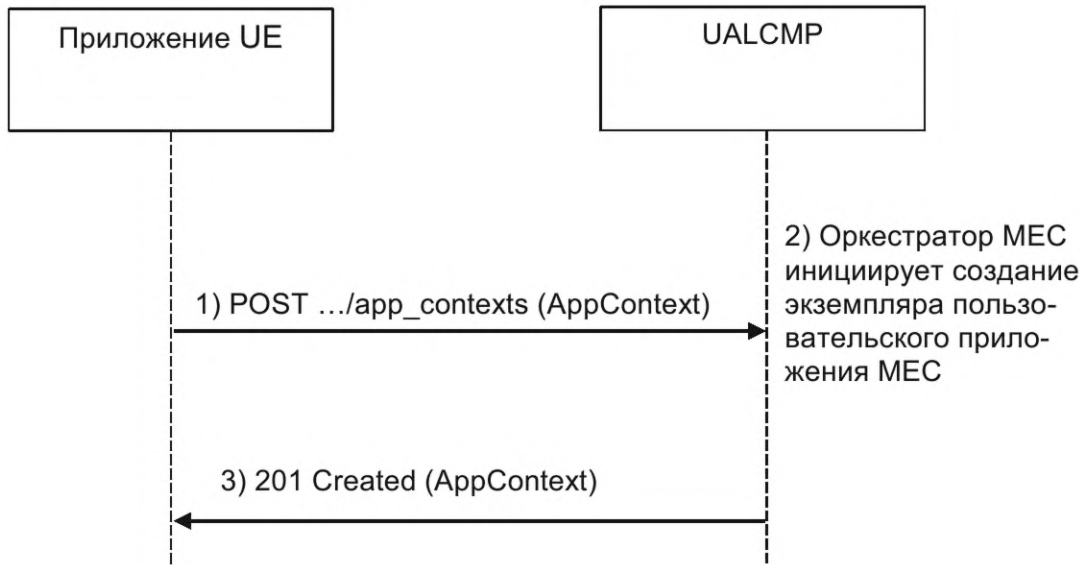 Приложение UE
UALCMP
2) Оркестратор MEC
инициирует создание
экземпляра пользо-
вательского прило-
жения MEC
1) POST …/app_contexts (AppContext)
3) 201 Created (AppContext)